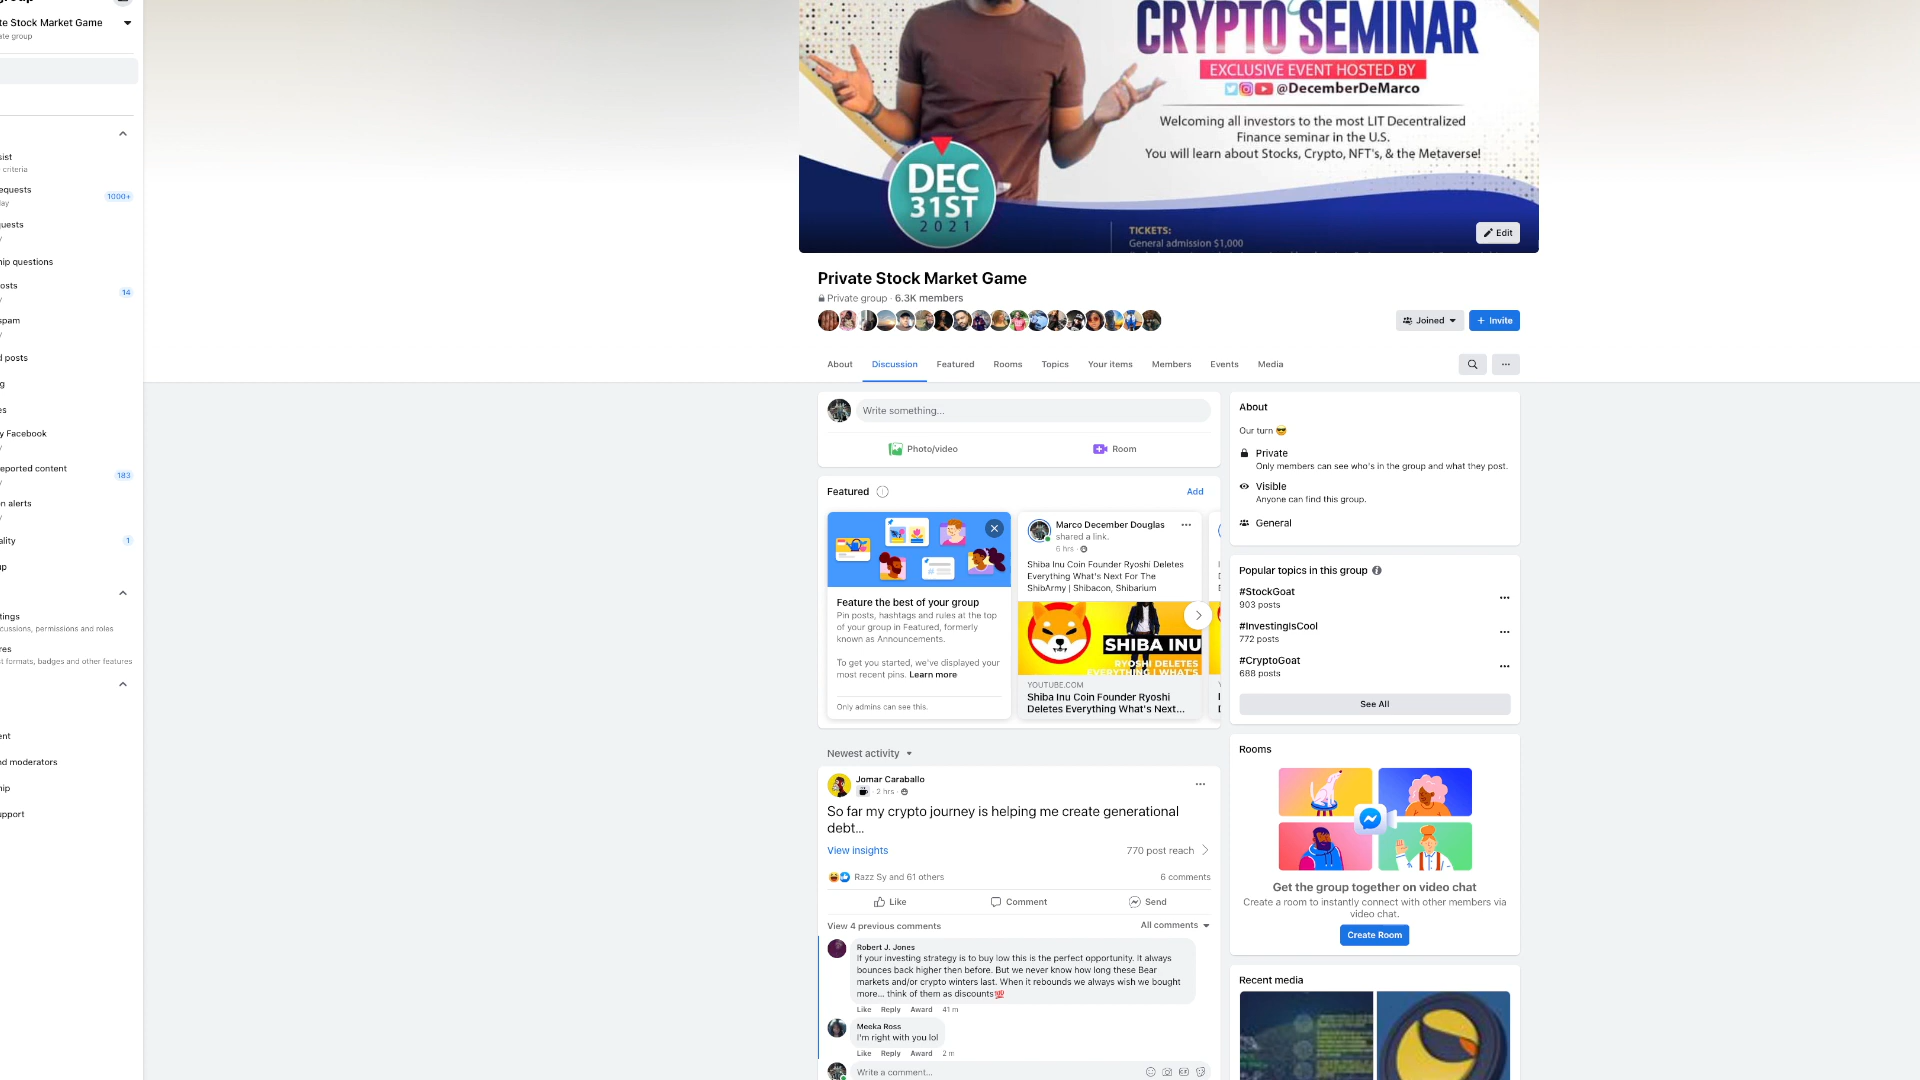 te Stock Market Game
ate group
sist
criteria
equests
1000+
day
quests
hip questions
osts
14
spam
d posts
g
es
y Facebook
eported content
183
n alerts
ality
1
up
ttings
cussions, permissions and roles
res
t formats, badges and other features
ent
nd moderators
hip
upport
CRYPTO SEMINAR
EXCLUSIVE EVENT HOSTED BY
@DecemberDeMarco
Welcoming all investors to the most LIT Decentralized
Finance seminar in the U.S.
You will learn about Stocks, Crypto, NFT's, & the Metaverse!
DEC
31ST
2021
TICKETS:
General admission $1,000
Edit
Private Stock Market Game
Private group · 6.3K members
Joined
+ Invite
About
Discussion
Featured
Rooms
Topics
Your items
Members
Events
Media
Write something...
Photo/video
Room
Featured
Add
Feature the best of your group
Pin posts, hashtags and rules at the top
of your group in Featured, formerly
known as Announcements.
To get you started, we've displayed your
most recent pins. Learn more
Only admins can see this.
Marco December Douglas
shared a link.
6 hrs ·
Shiba Inu Coin Founder Ryoshi Deletes
Everything What's Next For The
ShibArmy | Shibacon, Shibarium
SHIBA INU
RYOSHI DELETES
EVERYTHING | WHAT'S
YOUTUBE.COM
Shiba Inu Coin Founder Ryoshi
Deletes Everything What's Next...
Newest activity
Jomar Caraballo
· 2 hrs ·
So far my crypto journey is helping me create generational
debt...
View insights
770 post reach
Razz Sy and 61 others
6 comments
Like
Comment
Send
View 4 previous comments
All comments
Robert J. Jones
If your investing strategy is to buy low this is the perfect opportunity. It always
bounces back higher then before. But we never know how long these Bear
markets and/or crypto winters last. When it rebounds we always wish we bought
more... think of them as discounts💯
Like Reply Award 41 m
Meeka Ross
I'm right with you lol
Like Reply Award 2 m
Write a comment...
About
Our turn 😎
Private
Only members can see who's in the group and what they post.
Visible
Anyone can find this group.
General
Popular topics in this group
#StockGoat
903 posts
#InvestingIsCool
772 posts
#CryptoGoat
688 posts
See All
Rooms
Get the group together on video chat
Create a room to instantly connect with other members via
video chat.
Create Room
Recent media